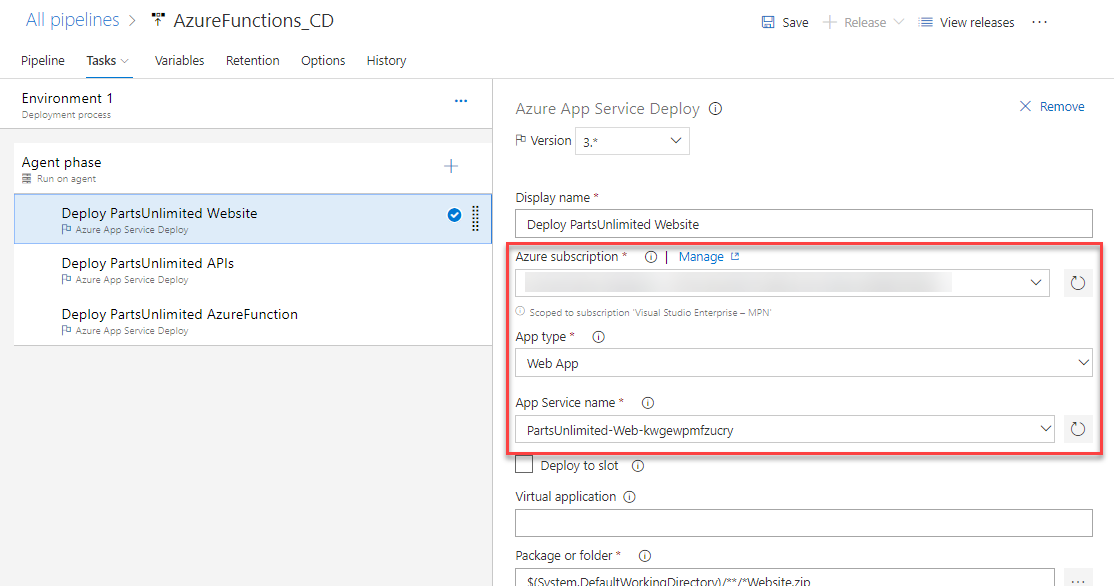 All pipelines > AzureFunctions_CD
Save
Release
View releases
...
Pipeline Tasks Variables Retention Options History
Environment 1
Deployment process
...
Agent phase
Run on agent
Deploy PartsUnlimited Website
Azure App Service Deploy
Deploy PartsUnlimited APIs
Azure App Service Deploy
Deploy PartsUnlimited AzureFunction
Azure App Service Deploy
Azure App Service Deploy
Remove
Version 3.*
Display name *
Deploy PartsUnlimited Website
Azure subscription * | Manage
Scoped to subscription 'Visual Studio Enterprise – MPN'
App type *
Web App
App Service name *
PartsUnlimited-Web-kwgewpmfzucry
Deploy to slot
Virtual application
Package or folder *
$(System.DefaultWorkingDirectory)/**/*Website.zip
...